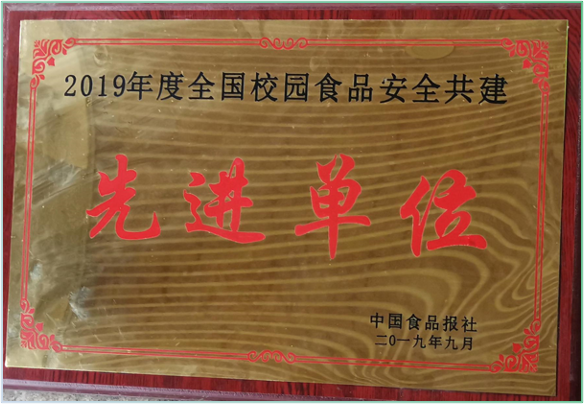 2019年度全国校园食品安全共建
先进单位
中国食品报社
二〇一九年九月